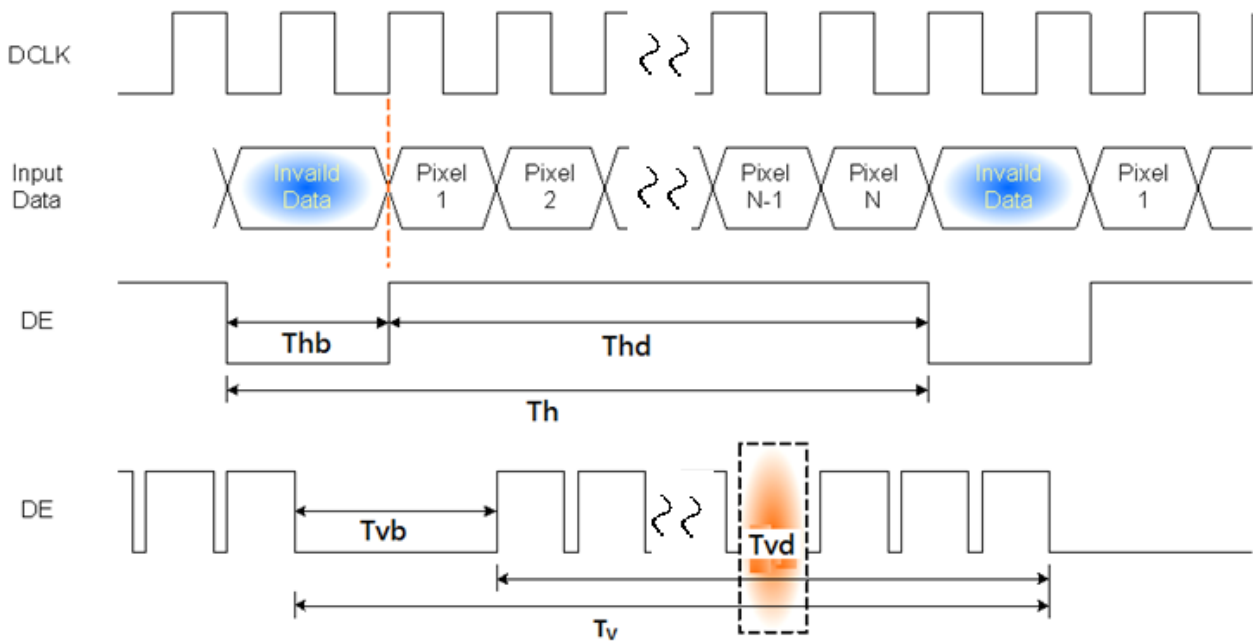 DCLK
Input
Data
Invaild
Data
Pixel
1
Pixel
2
Pixel
N-1
Pixel
N
Invaild
Data
Pixel
1
DE
Thb
Thd
Th
DE
Tvb
Tvd
Tv